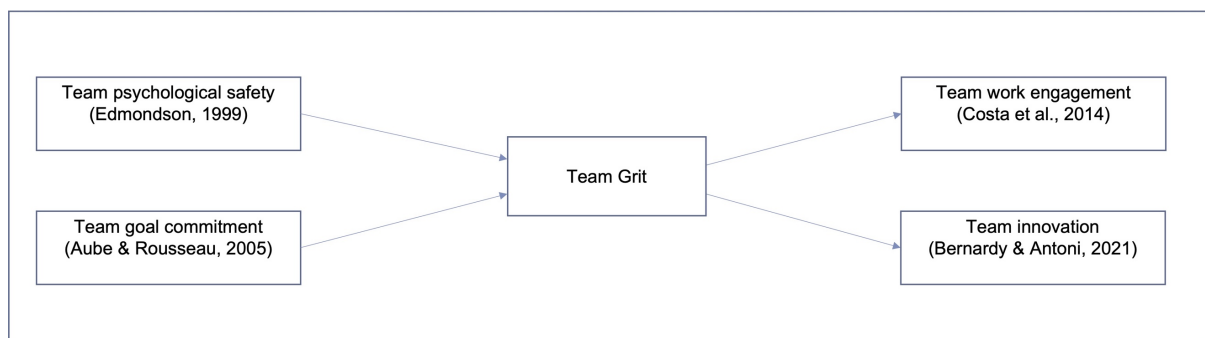 Team psychological safety
(Edmondson, 1999)
Team goal commitment
(Aube & Rousseau, 2005)
Team Grit
Team work engagement
(Costa et al., 2014)
Team innovation
(Bernardy & Antoni, 2021)